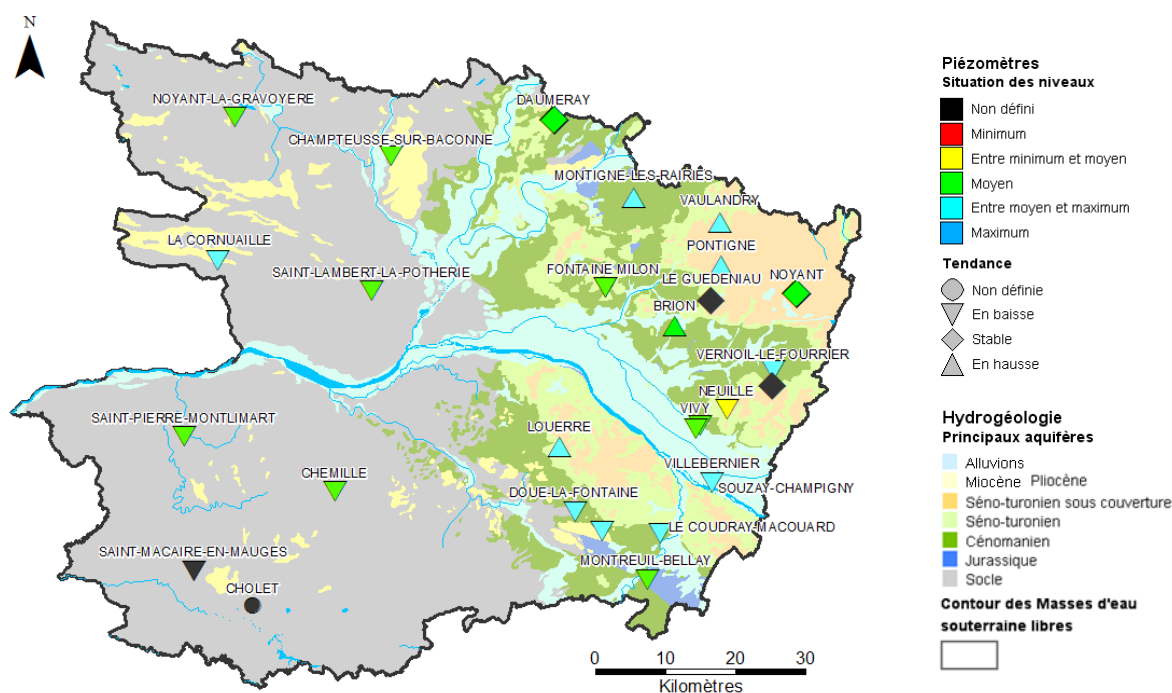 N
NOYANT-LA-GRAVOYERE
DAUMERAY
CHAMPTEUSSE-SUR-BACONNE
MONTIGNE-LES-RAIRIES
VAULANDRY
LA CORNUAILLE
PONTIGNE
SAINT-LAMBERT-LA-POTHERIE
FONTAINE MILON
LE GUEDENIAU
NOYANT
BRION
VERNOIL-LE-FOURRIER
NEUILLE
SAINT-PIERRE-MONTLIMART
VIVY
LOUERRE
VILLEBERNIER
CHEMILLE
SOUZAY-CHAMPIGNY
DOUE-LA-FONTAINE
LE COUDRAY-MACOUARD
SAINT-MACAIRE-EN-MAUGES
MONTREUIL-BELLAY
CHOLET
0 10 20 30
Kilomètres
Piézomètres
Situation des niveaux
Non défini
Minimum
Entre minimum et moyen
Moyen
Entre moyen et maximum
Maximum
Tendance
Non définie
En baisse
Stable
En hausse
Hydrogéologie
Principaux aquifères
Alluvions
Miocène Pliocène
Séno-turonien sous couverture
Séno-turonien
Cénomanien
Jurassique
Socle
Contour des Masses d'eau
souterraine libres